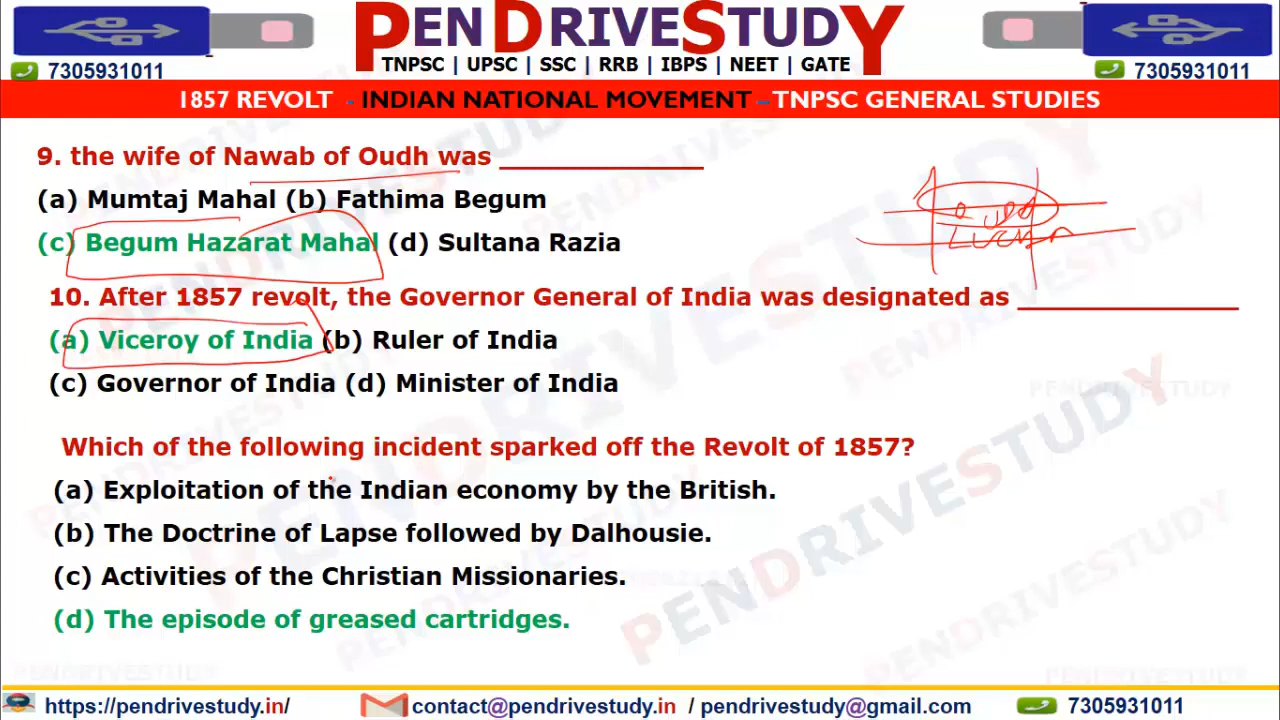 PENDRIVESTUDY
TNPSC | UPSC | SSC | RRB | IBPS | NEET | GATE
7305931011
7305931011
1857 REVOLT - INDIAN NATIONAL MOVEMENT – TNPSC GENERAL STUDIES
9. the wife of Nawab of Oudh was ________________
(a) Mumtaj Mahal (b) Fathima Begum
(c) Begum Hazarat Mahal (d) Sultana Razia
10. After 1857 revolt, the Governor General of India was designated as ________________
(a) Viceroy of India (b) Ruler of India
(c) Governor of India (d) Minister of India
Which of the following incident sparked off the Revolt of 1857?
(a) Exploitation of the Indian economy by the British.
(b) The Doctrine of Lapse followed by Dalhousie.
(c) Activities of the Christian Missionaries.
(d) The episode of greased cartridges.
https://pendrivestudy.in/ contact@pendrivestudy.in / pendrivestudy@gmail.com 7305931011